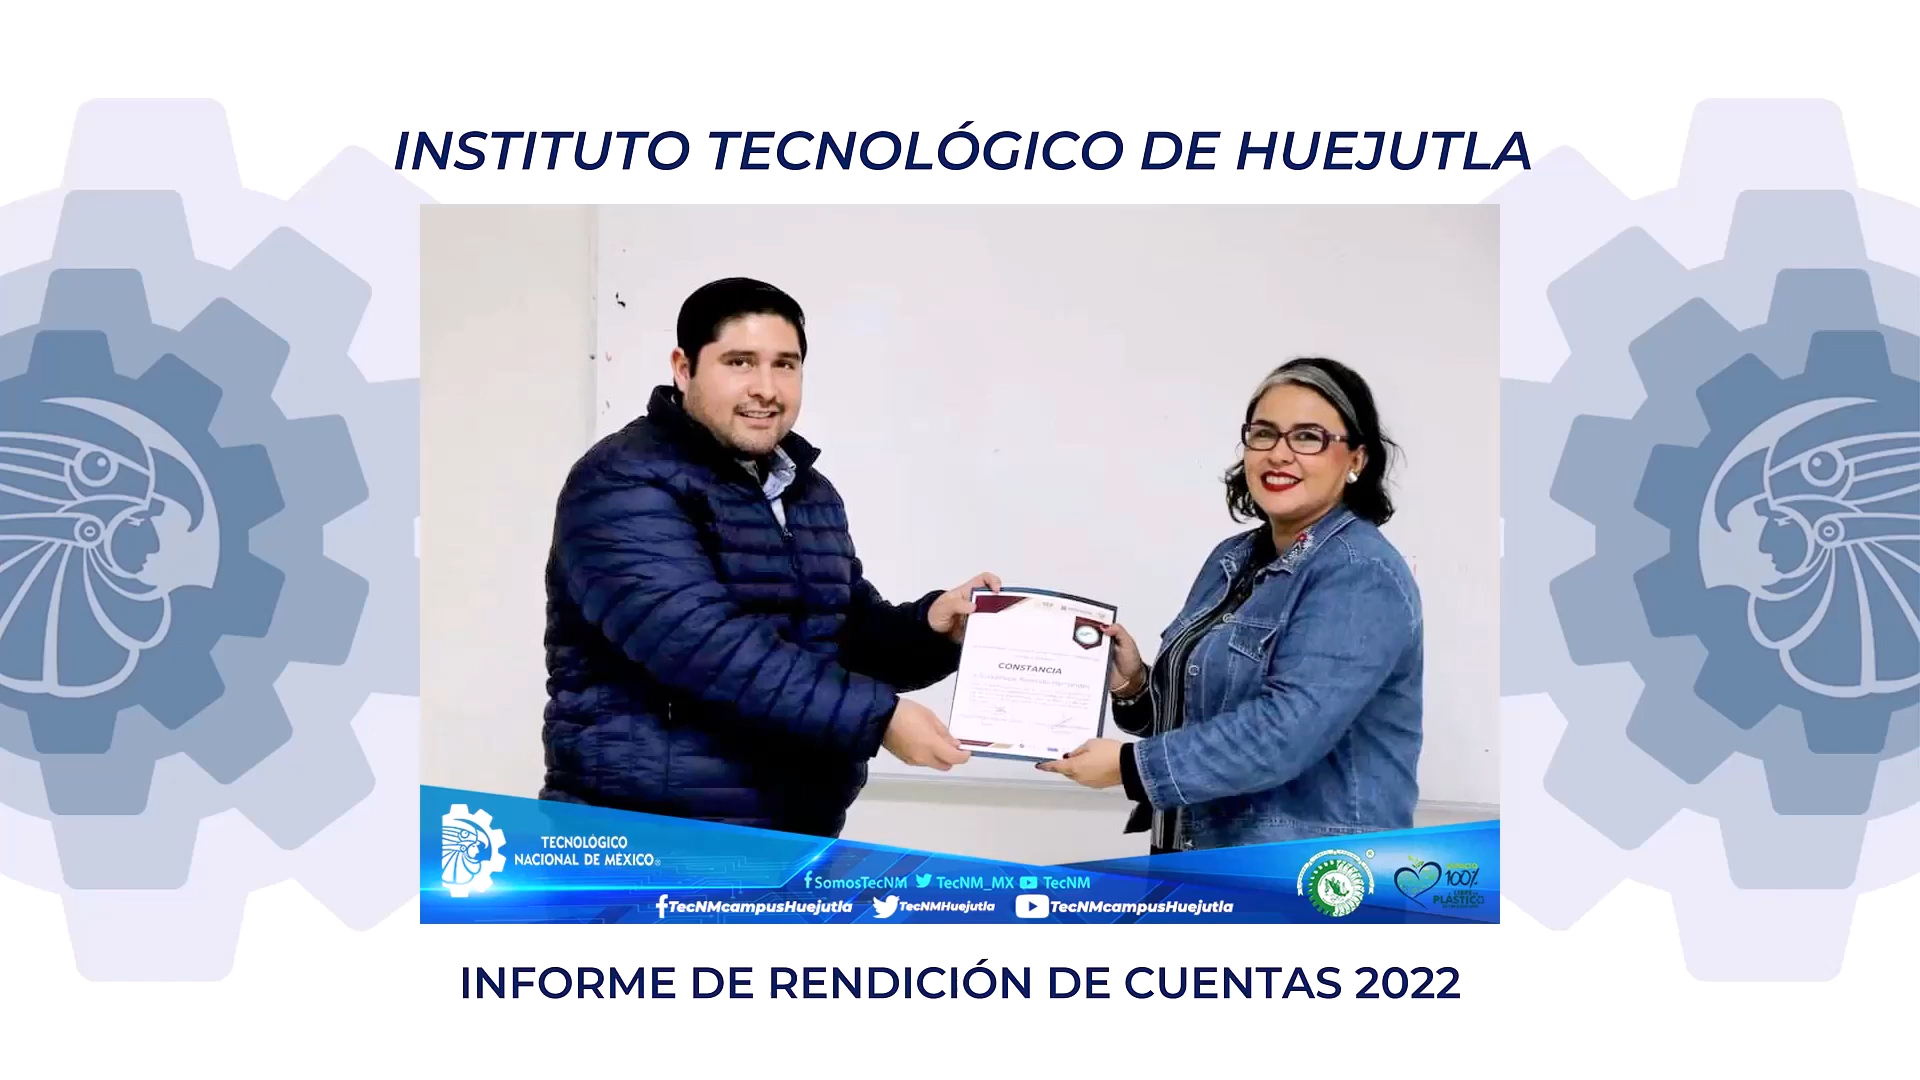 INSTITUTO TECNOLÓGICO DE HUEJUTLA
CONSTANCIA
TECNOLÓGICO
NACIONAL DE MÉXICO®
SomosTecNM TecNM_MX TecNM
TecNMcampusHuejutla TecNMHuejutla TecNMcampusHuejutla
100%
PLÁSTICO
INFORME DE RENDICIÓN DE CUENTAS 2022